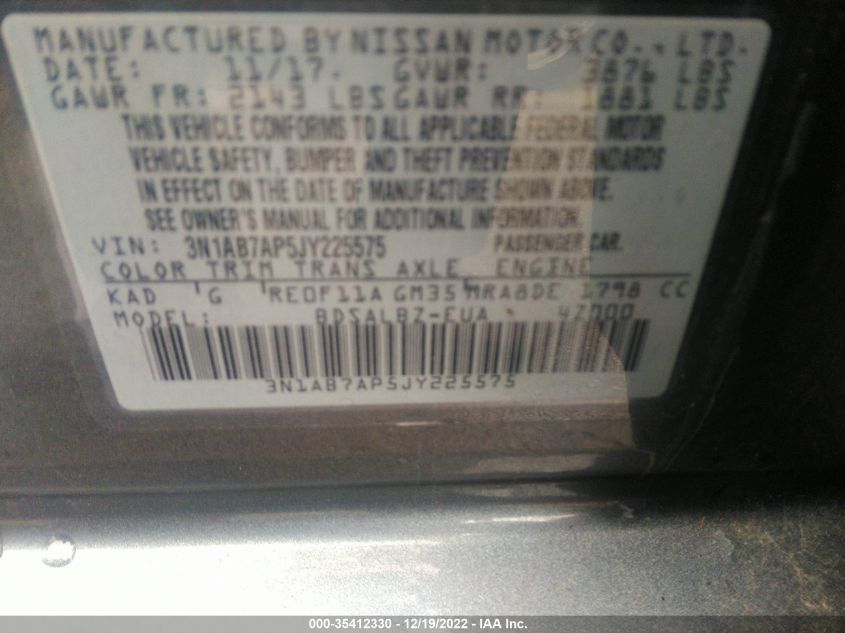 MANUFACTURED BY NISSAN MOTOR CO., LTD.
DATE: 11/17. GVWR: 3876 LBS
GAWR FR: 2143 LBS GAWR RR: 1881 LBS
THIS VEHICLE CONFORMS TO ALL APPLICABLE FEDERAL MOTOR
VEHICLE SAFETY, BUMPER AND THEFT PREVENTION STANDARDS
IN EFFECT ON THE DATE OF MANUFACTURE SHOWN ABOVE.
SEE OWNER'S MANUAL FOR ADDITIONAL INFORMATION.
VIN: 3N1AB7AP5JY225575 PASSENGER CAR.
COLOR TRIM TRANS AXLE ENGINE
KAD G RE0F11A GM35 MRA8DE 1798 CC
MODEL: BDSALBZ-EUA 4Z000
3N1AB7AP5JY225575
000-35412330 - 12/19/2022 - IAA Inc.